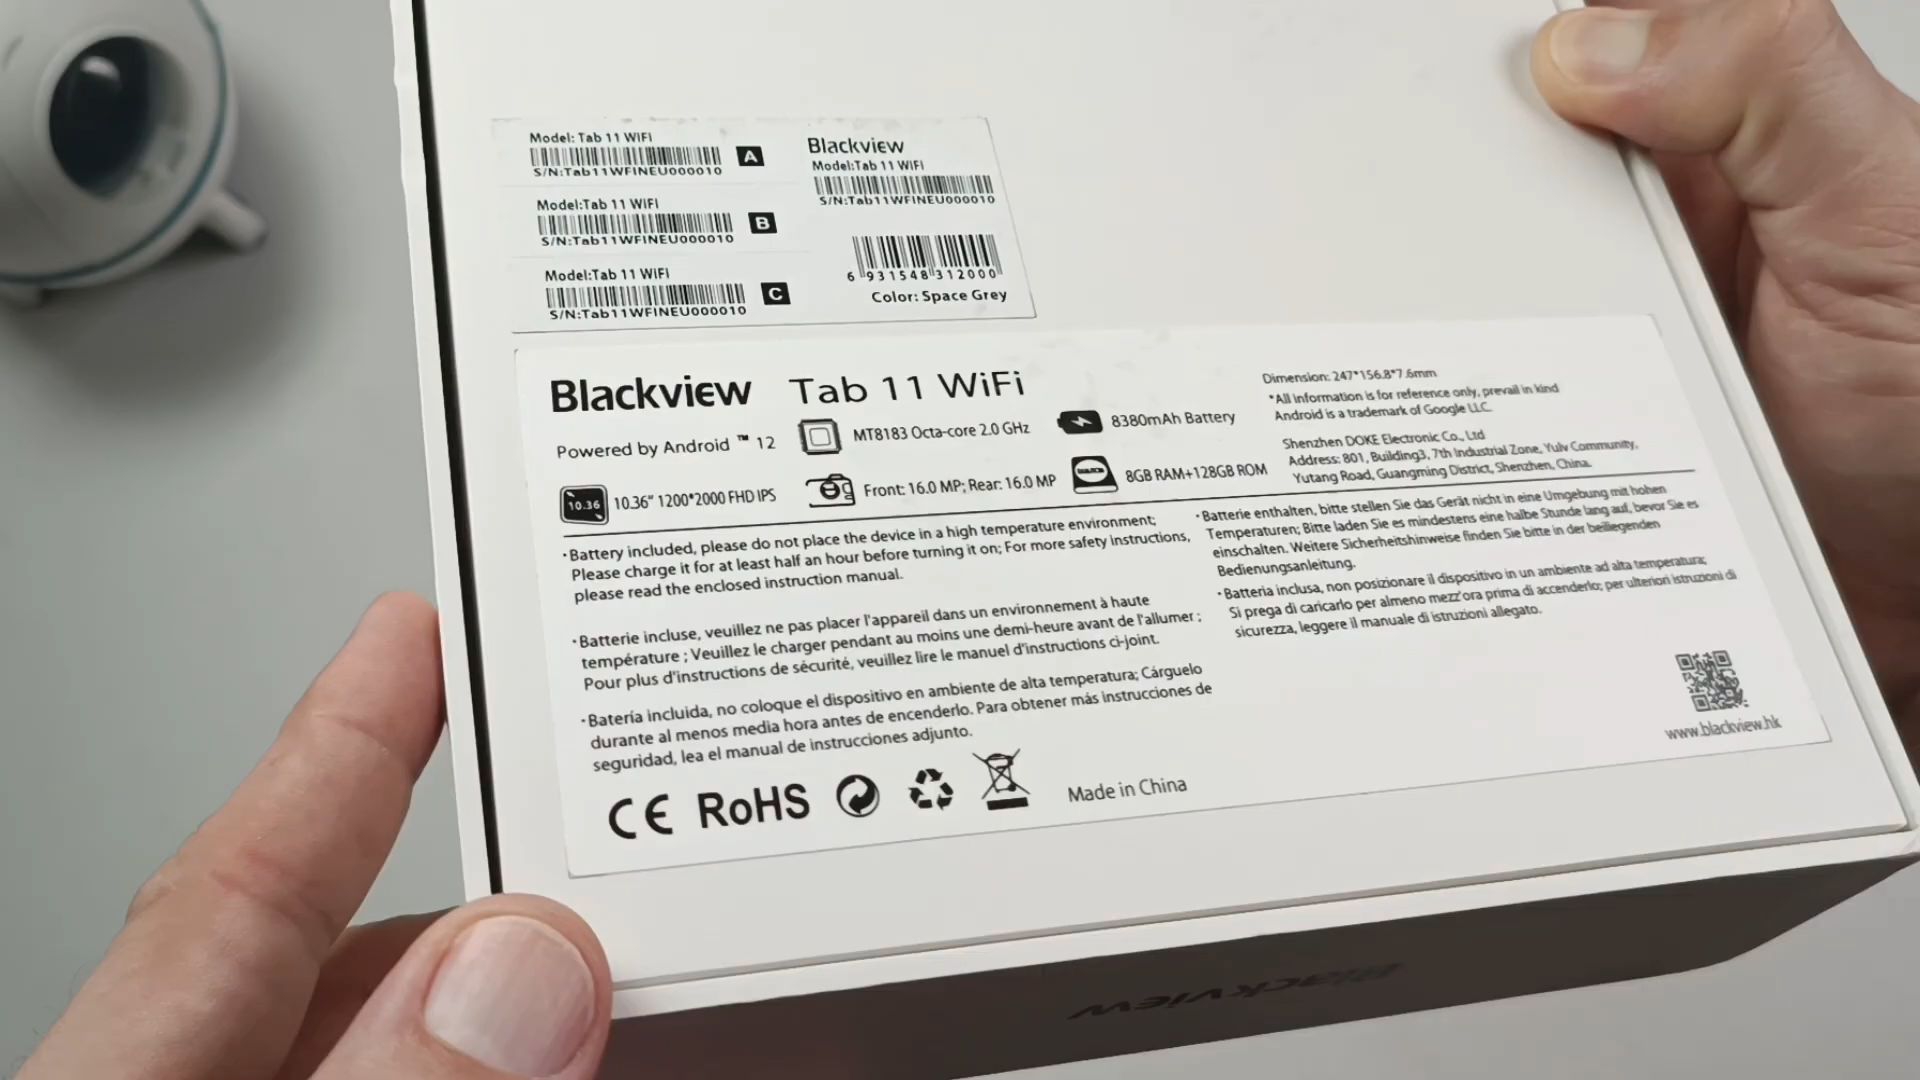 Model: Tab 11 WiFi
S/N:Tab11WFINEU000010
A
Model:Tab 11 WiFi
S/N:Tab11WFINEU000010
B
Model:Tab 11 WiFi
S/N:Tab11WFINEU000010
C
Blackview
Model:Tab 11 WiFi
S/N:Tab11WFINEU000010
6 931548 312000
Color: Space Grey
Blackview Tab 11 WiFi
Powered by Android ™ 12
MT8183 Octa-core 2.0 GHz
8380mAh Battery
10.36
10.36“ 1200*2000 FHD IPS
Front: 16.0 MP; Rear: 16.0 MP
8GB RAM+128GB ROM
Dimension: 247*156.8*7.6mm
*All information is for reference only, prevail in kind
Android is a trademark of Google LLC.
Shenzhen DOKE Electronic Co., Ltd
Address: 801, Building3, 7th Industrial Zone, Yulv Community,
Yutang Road, Guangming District, Shenzhen, China.
·Battery included, please do not place the device in a high temperature environment;
Please charge it for at least half an hour before turning it on; For more safety instructions,
please read the enclosed instruction manual.
·Batterie incluse, veuillez ne pas placer l'appareil dans un environnement à haute
température ; Veuillez le charger pendant au moins une demi-heure avant de l'allumer ;
Pour plus d'instructions de sécurité, veuillez lire le manuel d'instructions ci-joint.
·Batería incluida, no coloque el dispositivo en ambiente de alta temperatura; Cárguelo
durante al menos media hora antes de encenderlo. Para obtener más instrucciones de
seguridad, lea el manual de instrucciones adjunto.
·Batterie enthalten, bitte stellen Sie das Gerät nicht in eine Umgebung mit hohen
Temperaturen; Bitte laden Sie es mindestens eine halbe Stunde lang auf, bevor Sie es
einschalten. Weitere Sicherheitshinweise finden Sie bitte in der beiliegenden
Bedienungsanleitung.
·Batteria inclusa, non posizionare il dispositivo in un ambiente ad alta temperatura;
Si prega di caricarlo per almeno mezz'ora prima di accenderlo; per ulteriori istruzioni di
sicurezza, leggere il manuale di istruzioni allegato.
CE RoHS
Made in China
www.blackview.hk
Blackview